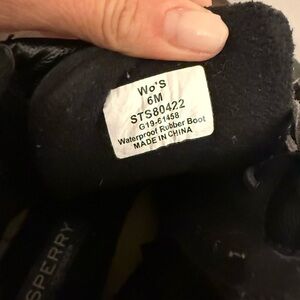 Wo'S
6M
STS80422
G19-61458
Waterproof Rubber Boot
MADE IN CHINA
SPERRY